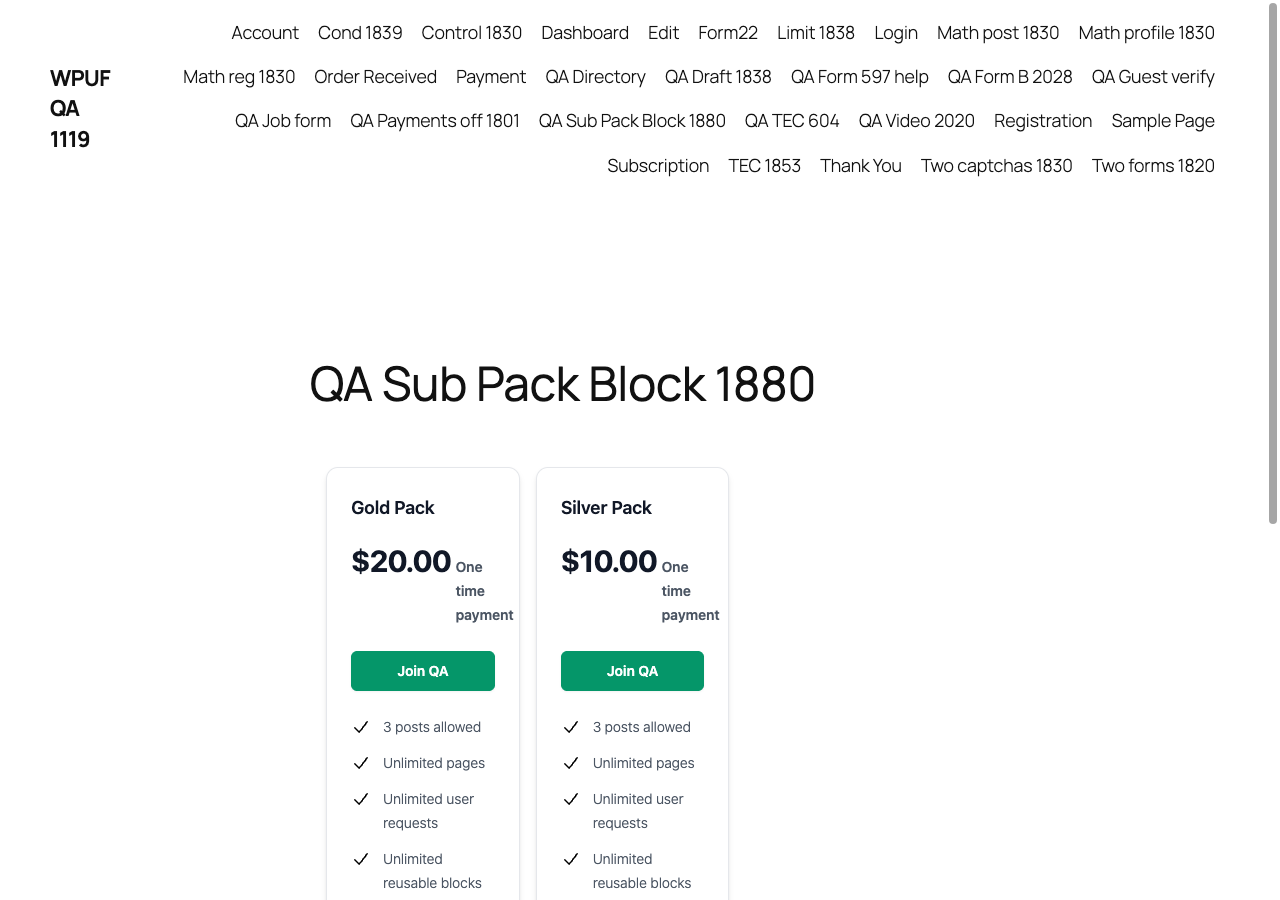 Account Cond 1839 Control 1830 Dashboard Edit Form22 Limit 1838 Login Math post 1830 Math profile 1830
WPUF
QA
1119
Math reg 1830 Order Received Payment QA Directory QA Draft 1838 QA Form 597 help QA Form B 2028 QA Guest verify
QA Job form QA Payments off 1801 QA Sub Pack Block 1880 QA TEC 604 QA Video 2020 Registration Sample Page
Subscription TEC 1853 Thank You Two captchas 1830 Two forms 1820
QA Sub Pack Block 1880
Gold Pack
$20.00 One
time
payment
Join QA
3 posts allowed
Unlimited pages
Unlimited user
requests
Unlimited
reusable blocks
Silver Pack
$10.00 One
time
payment
Join QA
3 posts allowed
Unlimited pages
Unlimited user
requests
Unlimited
reusable blocks